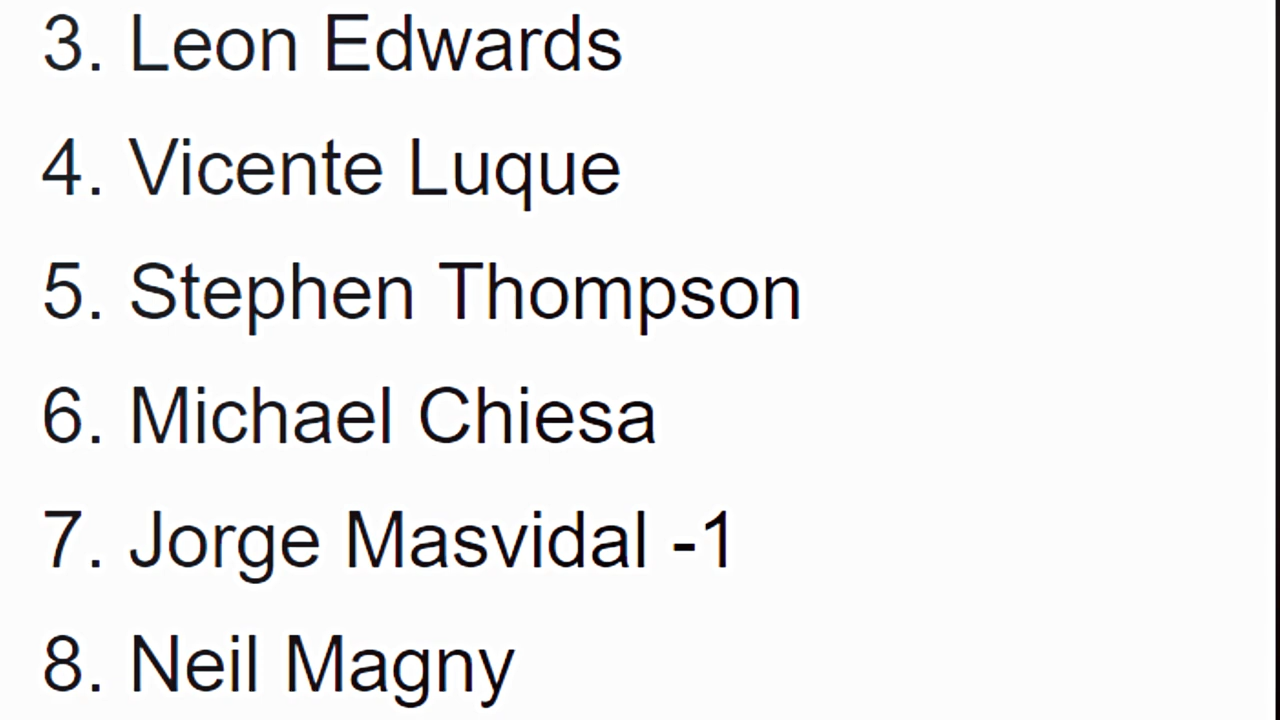 3. Leon Edwards
4. Vicente Luque
5. Stephen Thompson
6. Michael Chiesa
7. Jorge Masvidal -1
8. Neil Magny